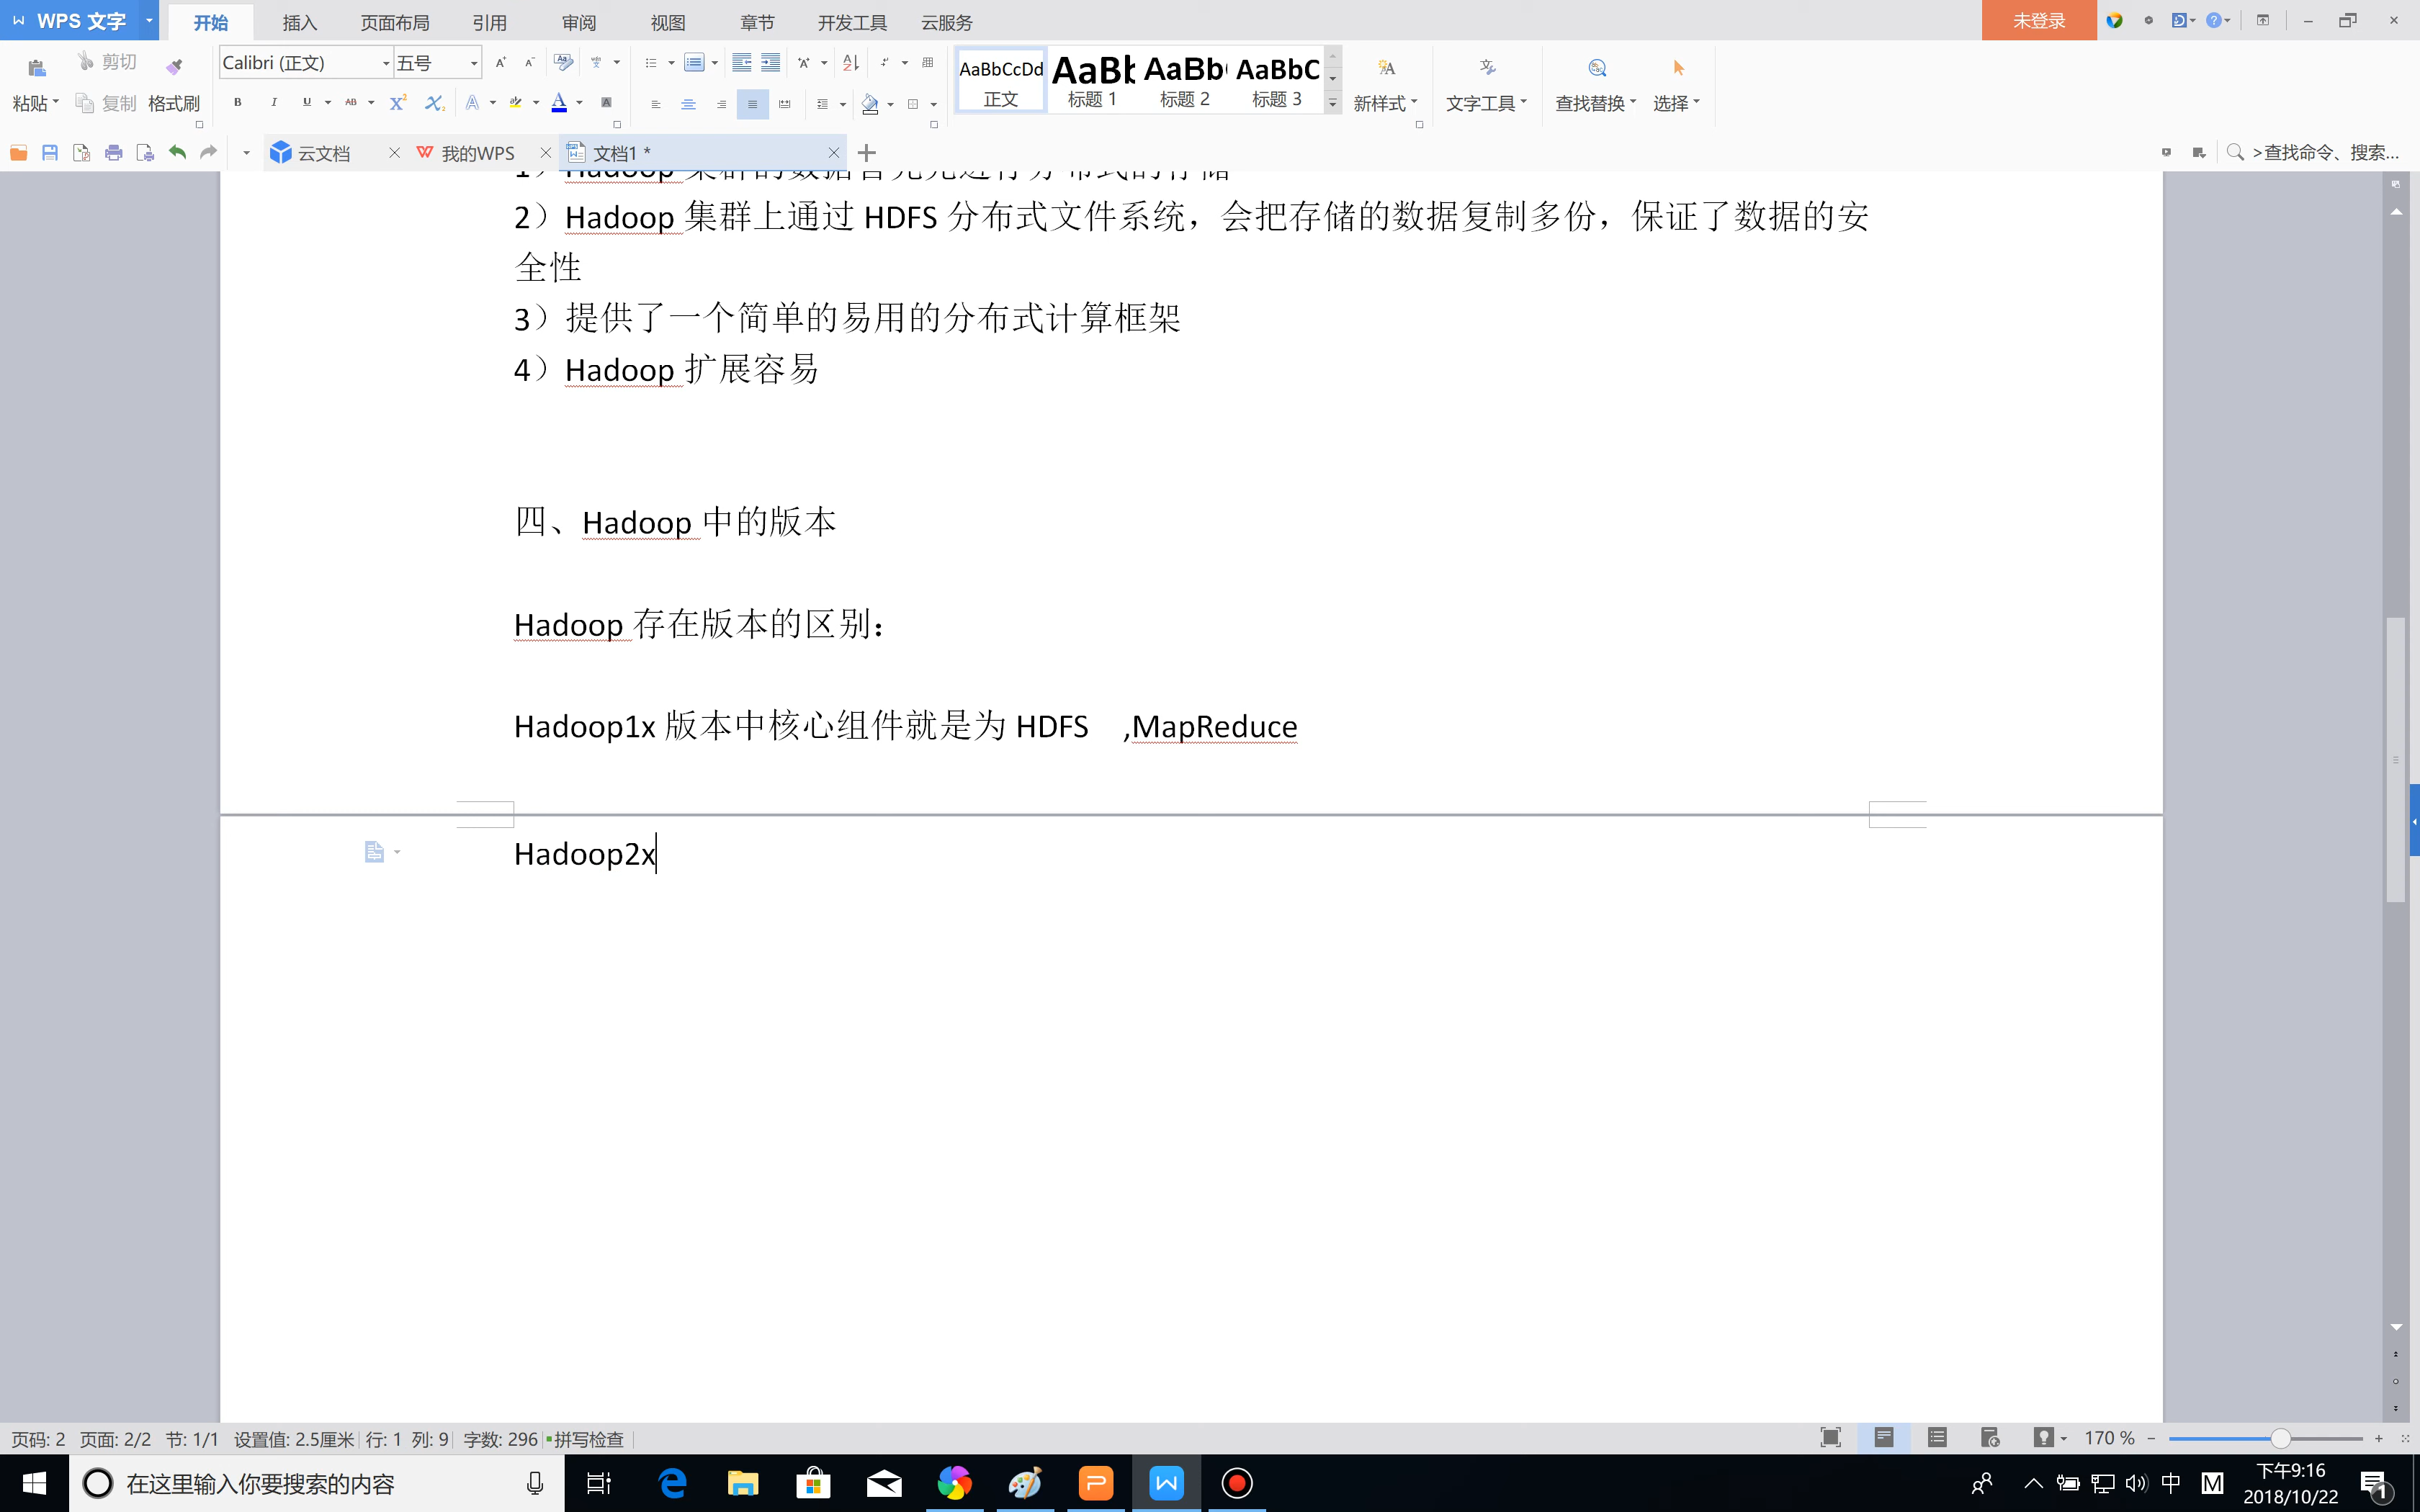 WPS 文字 开始 插入 页面布局 引用 审阅 视图 章节 开发工具 云服务 未登录
粘贴 剪切 复制 格式刷 Calibri (正文) 五号
AaBbCcDd 正文 标题 1 标题 2 AaBbC 标题 3 新样式 文字工具 查找替换 选择
云文档 我的WPS 文档1 * >查找命令、搜索...
2）Hadoop 集群上通过 HDFS 分布式文件系统，会把存储的数据复制多份，保证了数据的安
全性
3）提供了一个简单的易用的分布式计算框架
4）Hadoop 扩展容易
四、Hadoop 中的版本
Hadoop 存在版本的区别：
Hadoop1x 版本中核心组件就是为 HDFS ,MapReduce
Hadoop2x
页码: 2 页面: 2/2 节: 1/1 设置值: 2.5厘米 行: 1 列: 9 字数: 296 拼写检查 170 %
在这里输入你要搜索的内容 中 M 下午9:16
2018/10/22 1